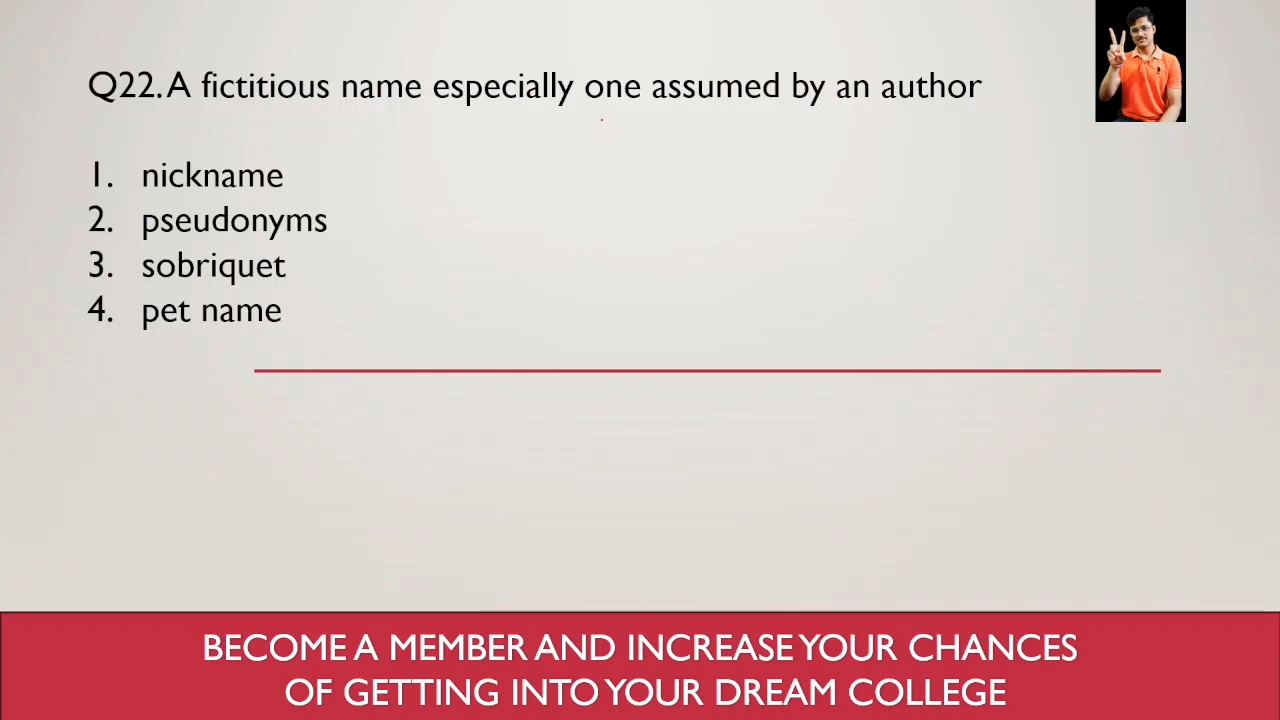 Q22. A fictitious name especially one assumed by an author
1. nickname
2. pseudonyms
3. sobriquet
4. pet name
BECOME A MEMBER AND INCREASE YOUR CHANCES
OF GETTING INTO YOUR DREAM COLLEGE